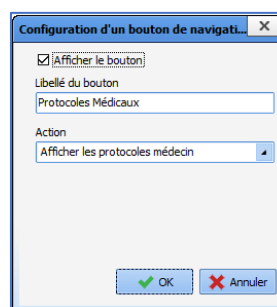 Configuration d'un bouton de navigati...
Afficher le bouton
Libellé du bouton
Protocoles Médicaux
Action
Afficher les protocoles médecin
OK
Annuler